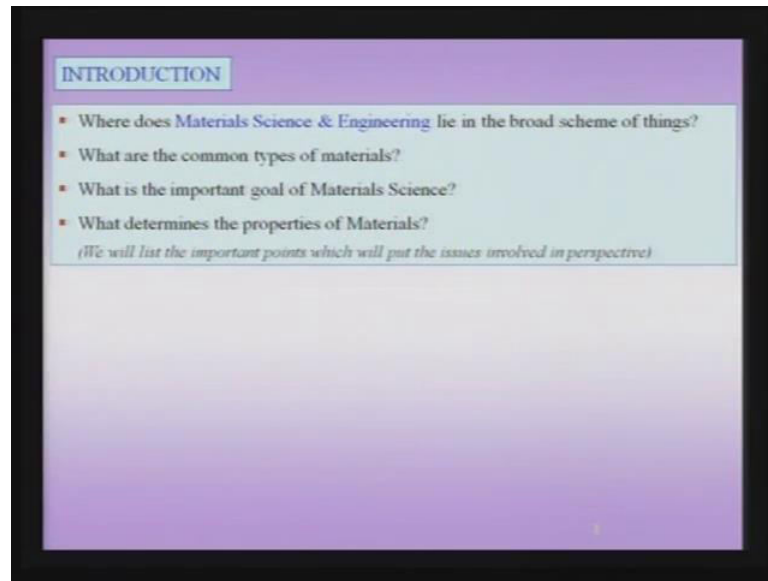 INTRODUCTION
▪ Where does Materials Science & Engineering lie in the broad scheme of things?
▪ What are the common types of materials?
▪ What is the important goal of Materials Science?
▪ What determines the properties of Materials?
(We will list the important points which will put the issues involved in perspective)